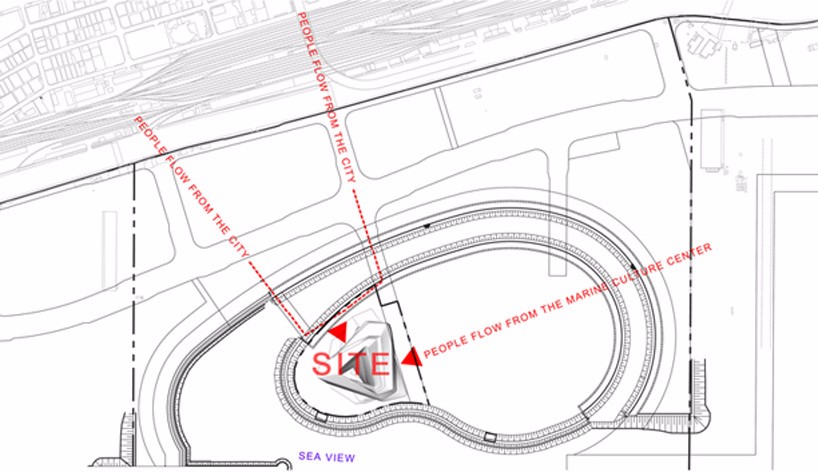 PEOPLE FLOW FROM THE CITY
PEOPLE FLOW FROM THE CITY
PEOPLE FLOW FROM THE MARINE CULTURE CENTER
SITE
SEA VIEW